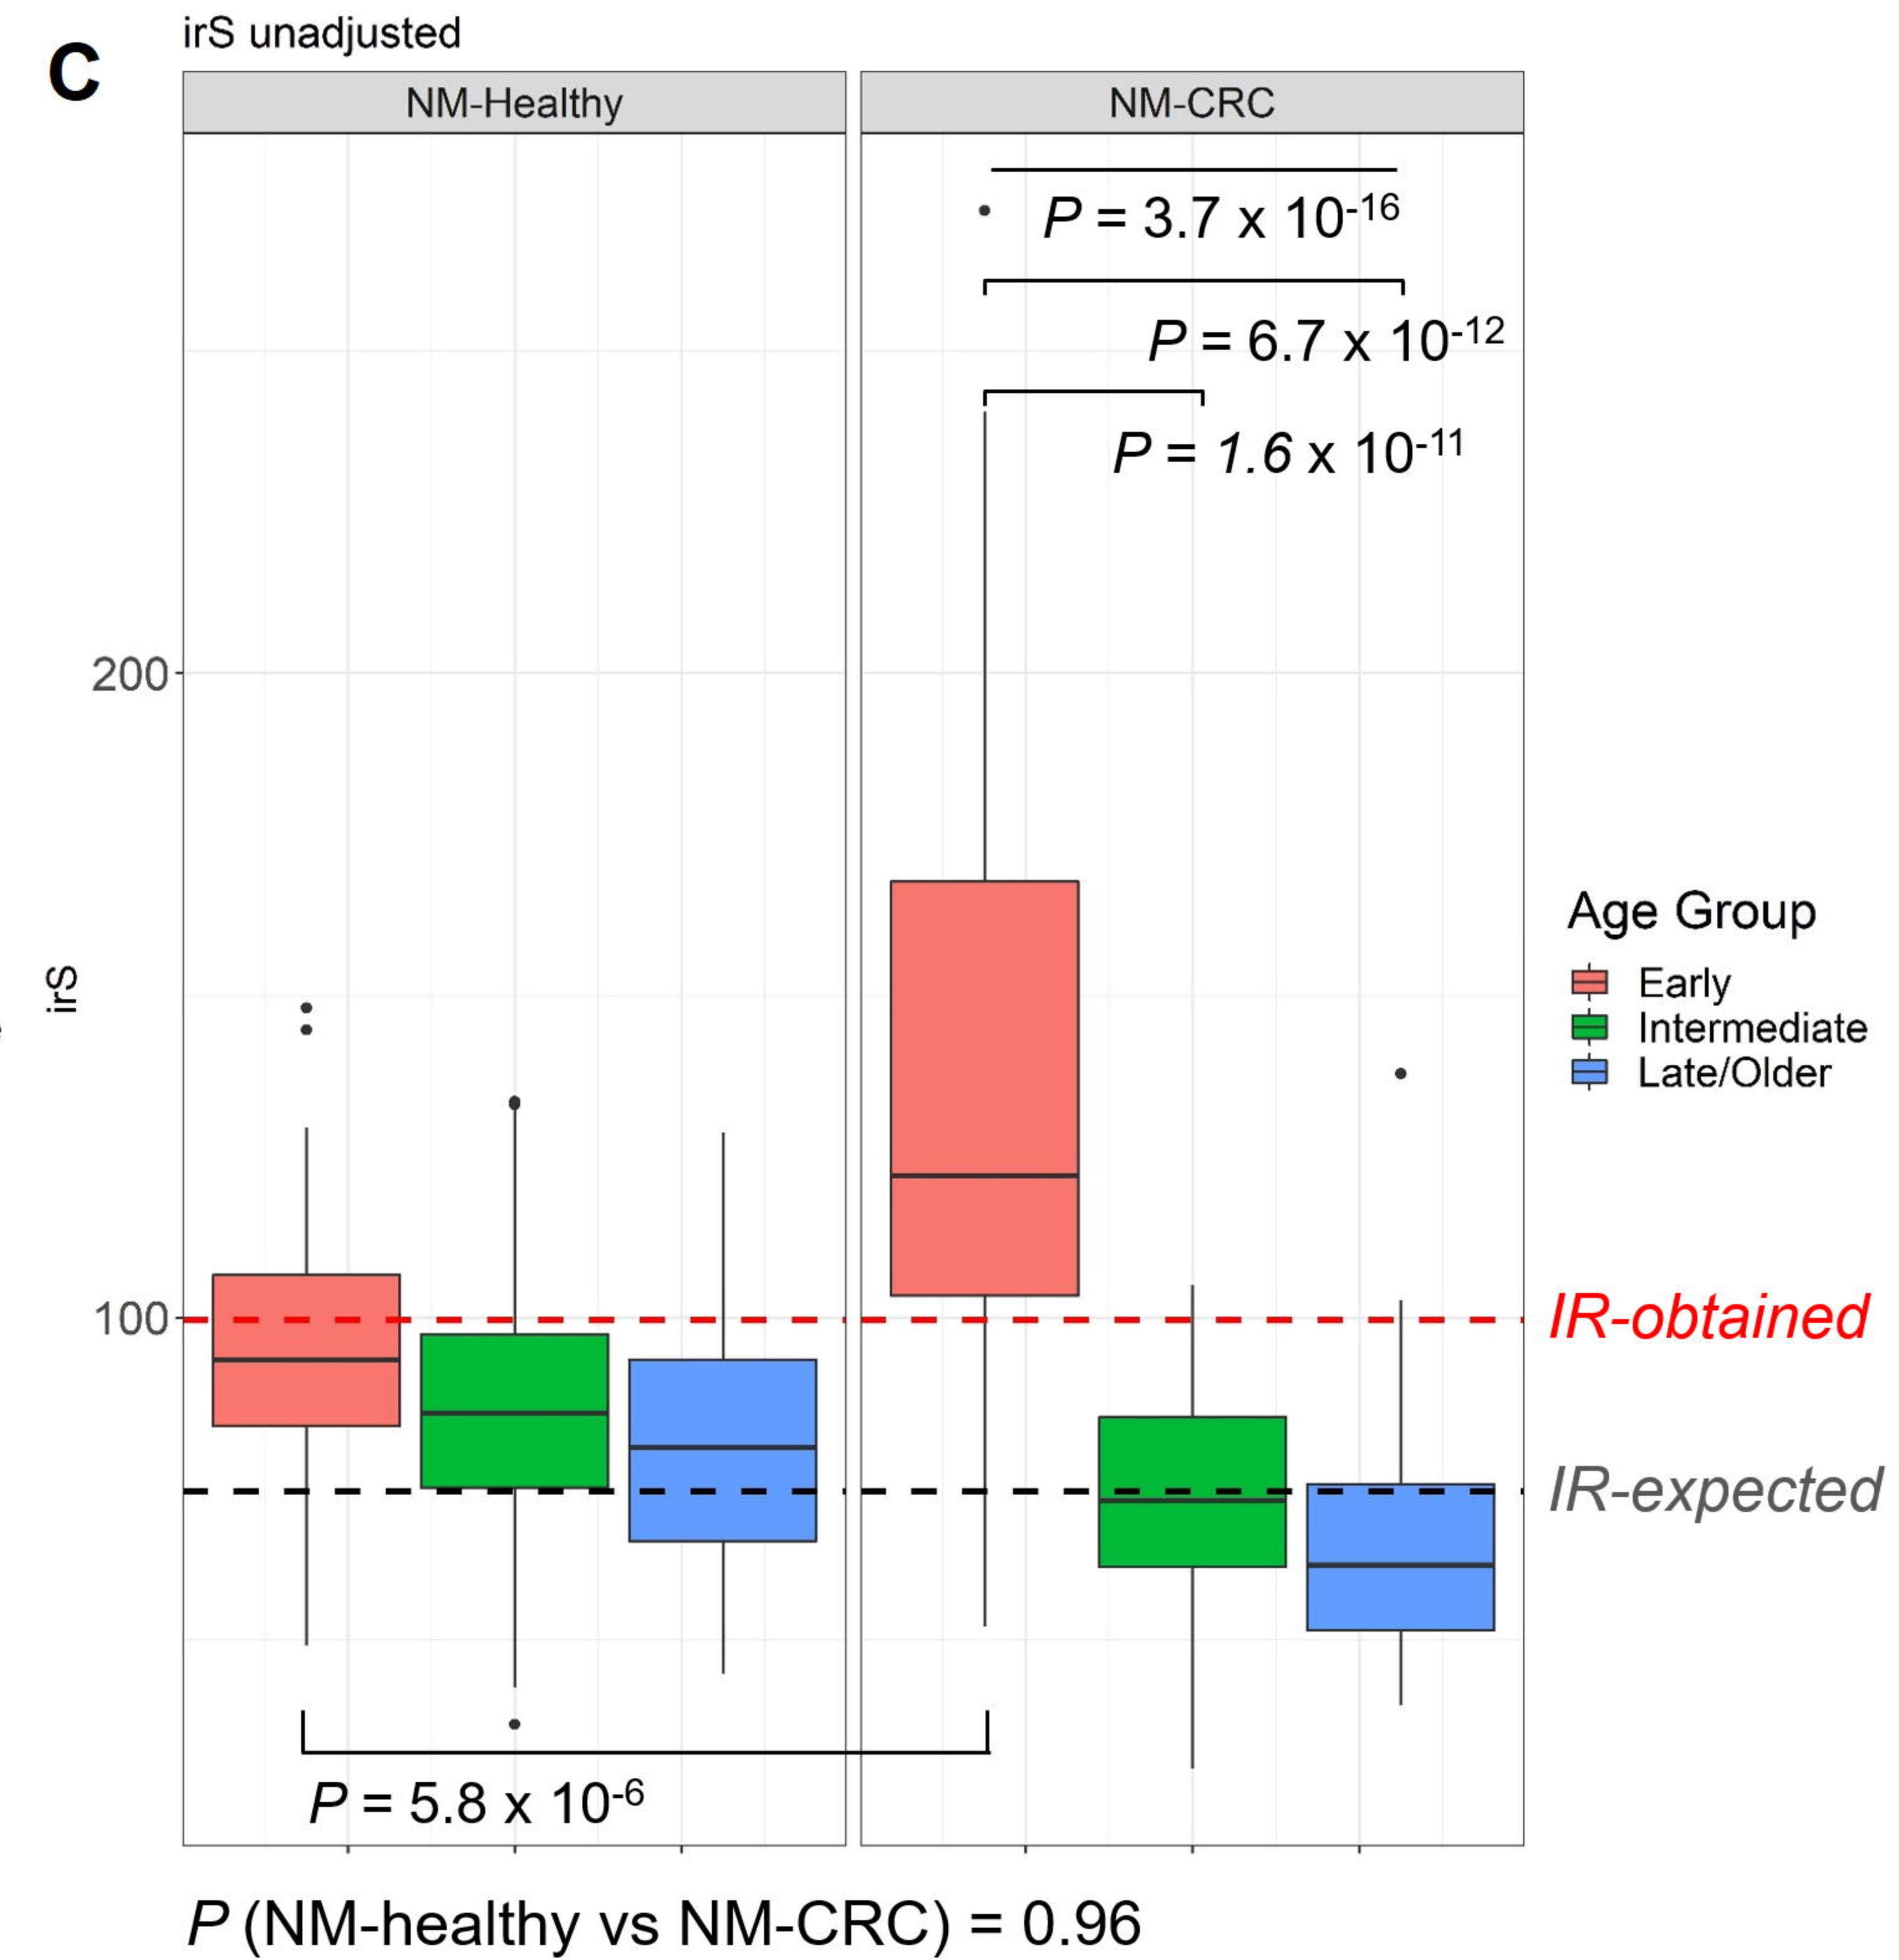 C
irS unadjusted
NM-Healthy
NM-CRC
P = 3.7 x 10-16
P = 6.7 x 10-12
P = 1.6 x 10-11
200
irS
Age Group
Early
Intermediate
Late/Older
100
IR-obtained
IR-expected
P = 5.8 x 10-6
P (NM-healthy vs NM-CRC) = 0.96